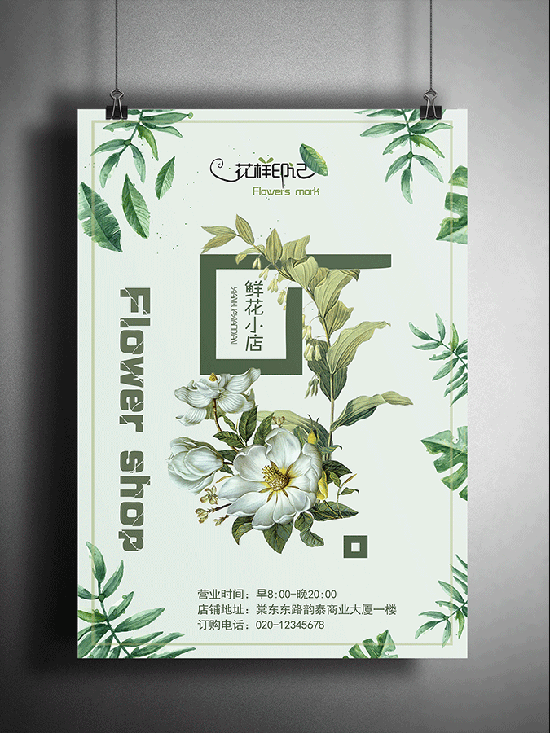 花样印记
Flowers mark
鲜花小店
Flower shop
营业时间：早8:00-晚20:00
店铺地址：棠东东路韵泰商业大厦一楼
订购电话：020-12345678